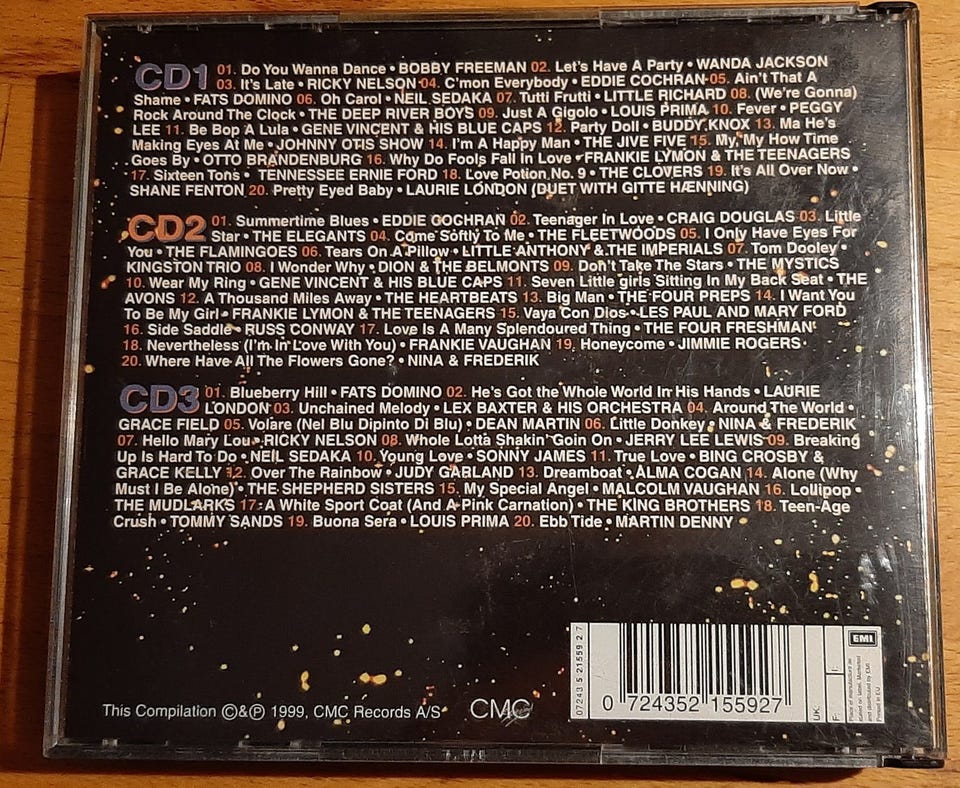 CD1 01. Do You Wanna Dance • BOBBY FREEMAN 02. Let's Have A Party • WANDA JACKSON
03. It's Late • RICKY NELSON 04. C'mon Everybody • EDDIE COCHRAN 05. Ain't That A
Shame • FATS DOMINO 06. Oh Carol • NEIL SEDAKA 07. Tutti Frutti • LITTLE RICHARD 08. (We're Gonna)
Rock Around The Clock • THE DEEP RIVER BOYS 09. Just A Gigolo • LOUIS PRIMA 10. Fever • PEGGY
LEE 11. Be Bop A Lula • GENE VINCENT & HIS BLUE CAPS 12. Party Doll • BUDDY KNOX 13. Ma He's
Making Eyes At Me • JOHNNY OTIS SHOW 14. I'm A Happy Man • THE JIVE FIVE 15. My, My How Time
Goes By • OTTO BRANDENBURG 16. Why Do Fools Fall In Love • FRANKIE LYMON & THE TEENAGERS
17. Sixteen Tons • TENNESSEE ERNIE FORD 18. Love Potion No. 9 • THE CLOVERS 19. It's All Over Now •
SHANE FENTON 20. Pretty Eyed Baby • LAURIE LONDON (DUET WITH GITTE HÆNNING)
CD2 01. Summertime Blues • EDDIE COCHRAN 02. Teenager In Love • CRAIG DOUGLAS 03. Little
Star • THE ELEGANTS 04. Come Softly To Me • THE FLEETWOODS 05. I Only Have Eyes For
You • THE FLAMINGOES 06. Tears On A Pillow • LITTLE ANTHONY & THE IMPERIALS 07. Tom Dooley •
KINGSTON TRIO 08. I Wonder Why • DION & THE BELMONTS 09. Don't Take The Stars • THE MYSTICS
10. Wear My Ring • GENE VINCENT & HIS BLUE CAPS 11. Seven Little girls Sitting In My Back Seat • THE
AVONS 12. A Thousand Miles Away • THE HEARTBEATS 13. Big Man • THE FOUR PREPS 14. I Want You
To Be My Girl • FRANKIE LYMON & THE TEENAGERS 15. Vaya Con Dios • LES PAUL AND MARY FORD
16. Side Saddle • RUSS CONWAY 17. Love Is A Many Splendoured Thing • THE FOUR FRESHMAN
18. Nevertheless (I'm In Love With You) • FRANKIE VAUGHAN 19. Honeycome • JIMMIE RODGERS
20. Where Have All The Flowers Gone? • NINA & FREDERIK
CD3 01. Blueberry Hill • FATS DOMINO 02. He's Got the Whole World In His Hands • LAURIE
LONDON 03. Unchained Melody • LEX BAXTER & HIS ORCHESTRA 04. Around The World •
GRACE FIELD 05. Volare (Nel Blu Dipinto Di Blu) • DEAN MARTIN 06. Little Donkey • NINA & FREDERIK
07. Hello Mary Lou • RICKY NELSON 08. Whole Lotta Shakin' Goin On • JERRY LEE LEWIS 09. Breaking
Up Is Hard To Do • NEIL SEDAKA 10. Young Love • SONNY JAMES 11. True Love • BING CROSBY &
GRACE KELLY 12. Over The Rainbow • JUDY GARLAND 13. Dreamboat • ALMA COGAN 14. Alone (Why
Must I Be Alone) • THE SHEPHERD SISTERS 15. My Special Angel • MALCOLM VAUGHAN 16. Lollipop •
THE MUDLARKS 17. A White Sport Coat (And A Pink Carnation) • THE KING BROTHERS 18. Teen-Age
Crush • TOMMY SANDS 19. Buona Sera • LOUIS PRIMA 20. Ebb Tide • MARTIN DENNY
This Compilation ©&℗ 1999, CMC Records A/S
CMC
07243 5 21559 2 7
0 724352 155927
UK:
F:
EMI
Printed in EU